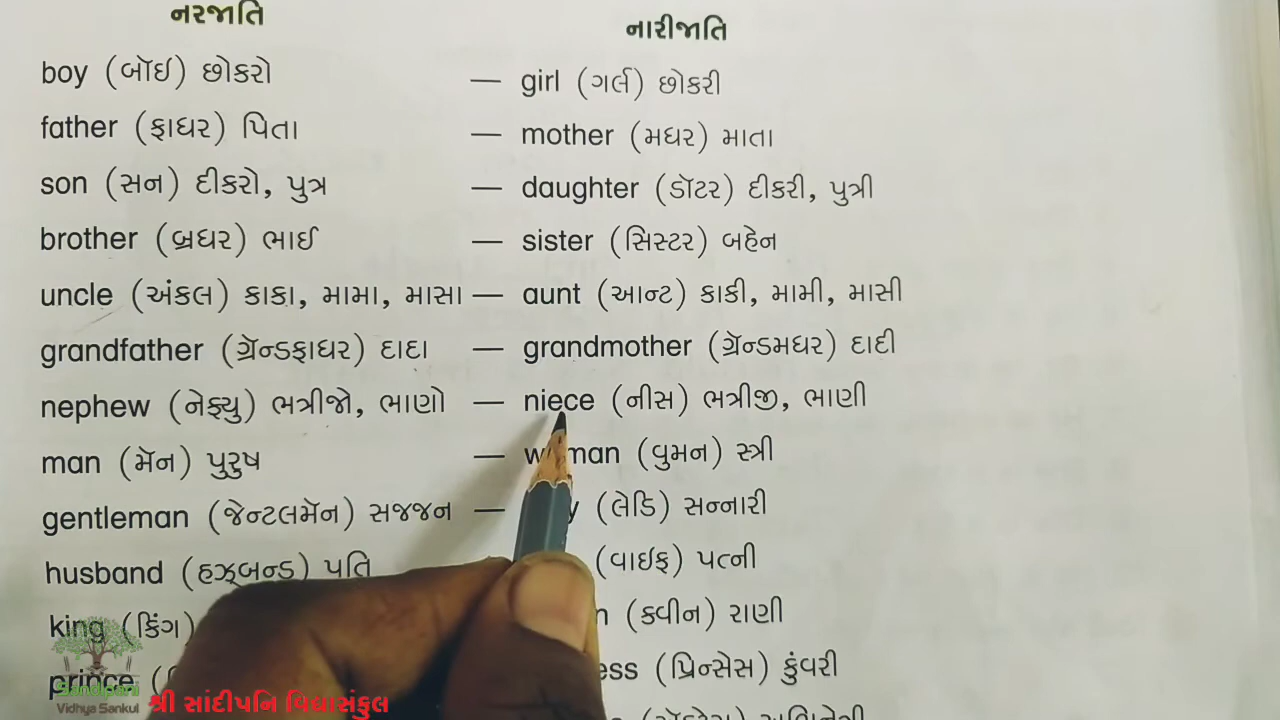 નરજાતિ નારીજાતિ
boy (બૉઇ) છોકરો — girl (ગર્લ) છોકરી
father (ફાધર) પિતા — mother (મધર) માતા
son (સન) દીકરો, પુત્ર — daughter (ડૉટર) દીકરી, પુત્રી
brother (બ્રધર) ભાઈ — sister (સિસ્ટર) બહેન
uncle (અંકલ) કાકા, મામા, માસા — aunt (આન્ટ) કાકી, મામી, માસી
grandfather (ગ્રૅન્ડફાધર) દાદા — grandmother (ગ્રૅન્ડમધર) દાદી
nephew (નેફ્યુ) ભત્રીજો, ભાણો — niece (નીસ) ભત્રીજી, ભાણી
man (મૅન) પુરુષ — woman (વુમન) સ્ત્રી
gentleman (જેન્ટલમૅન) સજ્જન — (લેડિ) સન્નારી
husband (હઝ્બન્ડ) પતિ (વાઇફ) પત્ની
king (કિંગ) (ક્વીન) રાણી
prince (પ્રિન્સેસ) કુંવરી
Sandipani
Vidhya Sankul
શ્રી સાંદીપનિ વિદ્યાસંકુલ